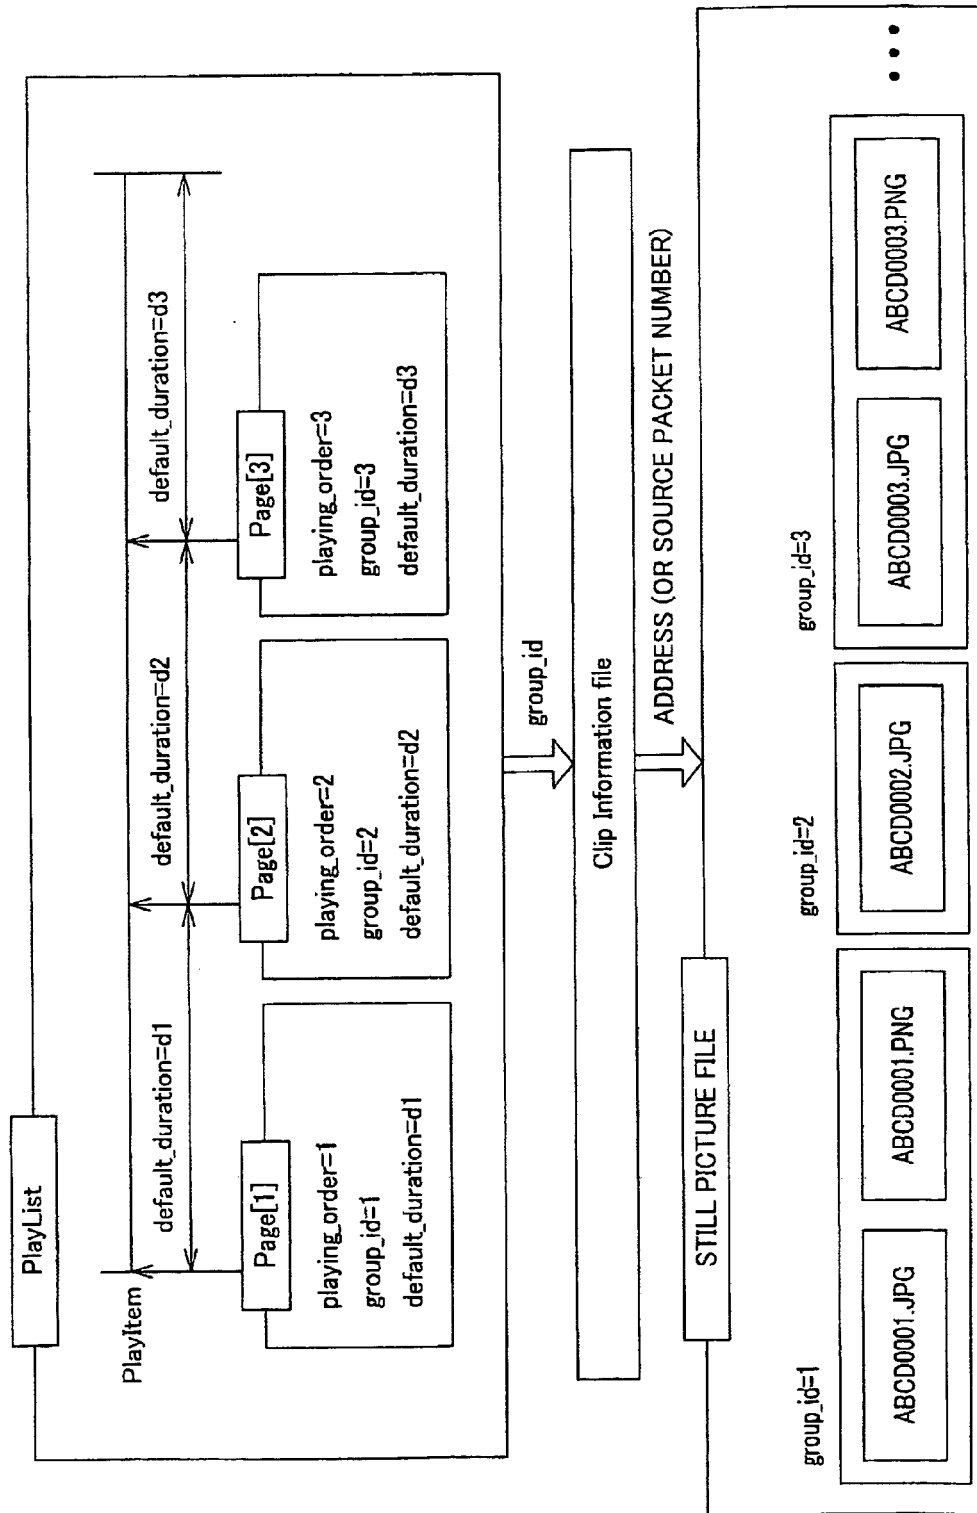 PlayList
PlayItem
default_duration=d1
default_duration=d2
default_duration=d3
Page[1]
playing_order=1
group_id=1
default_duration=d1
Page[2]
playing_order=2
group_id=2
default_duration=d2
Page[3]
playing_order=3
group_id=3
default_duration=d3
group_id
Clip Information file
ADDRESS (OR SOURCE PACKET NUMBER)
STILL PICTURE FILE
group_id=1
ABCD0001.JPG
ABCD0001.PNG
group_id=2
ABCD0002.JPG
group_id=3
ABCD0003.JPG
ABCD0003.PNG
• • •